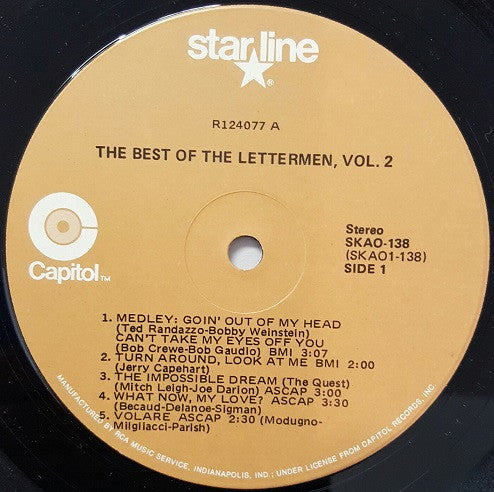 star line
®
R124077 A
THE BEST OF THE LETTERMEN, VOL. 2
Capitol TM
Stereo
SKAO-138
(SKAO1-138)
SIDE 1
1. MEDLEY: GOIN' OUT OF MY HEAD
(Ted Randazzo-Bobby Weinstein)
CAN'T TAKE MY EYES OFF YOU
(Bob Crewe-Bob Gaudio) BMI 3:07
2. TURN AROUND, LOOK AT ME BMI 2:00
(Jerry Capehart)
3. THE IMPOSSIBLE DREAM (The Quest)
(Mitch Leigh-Joe Darion) ASCAP 3:00
4. WHAT NOW, MY LOVE? ASCAP 3:30
(Becaud-Delanoe-Sigman)
5. VOLARE ASCAP 2:30 (Modugno-
Milgilacci-Parish)
MANUFACTURED BY RCA MUSIC SERVICE, INDIANAPOLIS, IND.; UNDER LICENSE FROM CAPITOL RECORDS, INC.